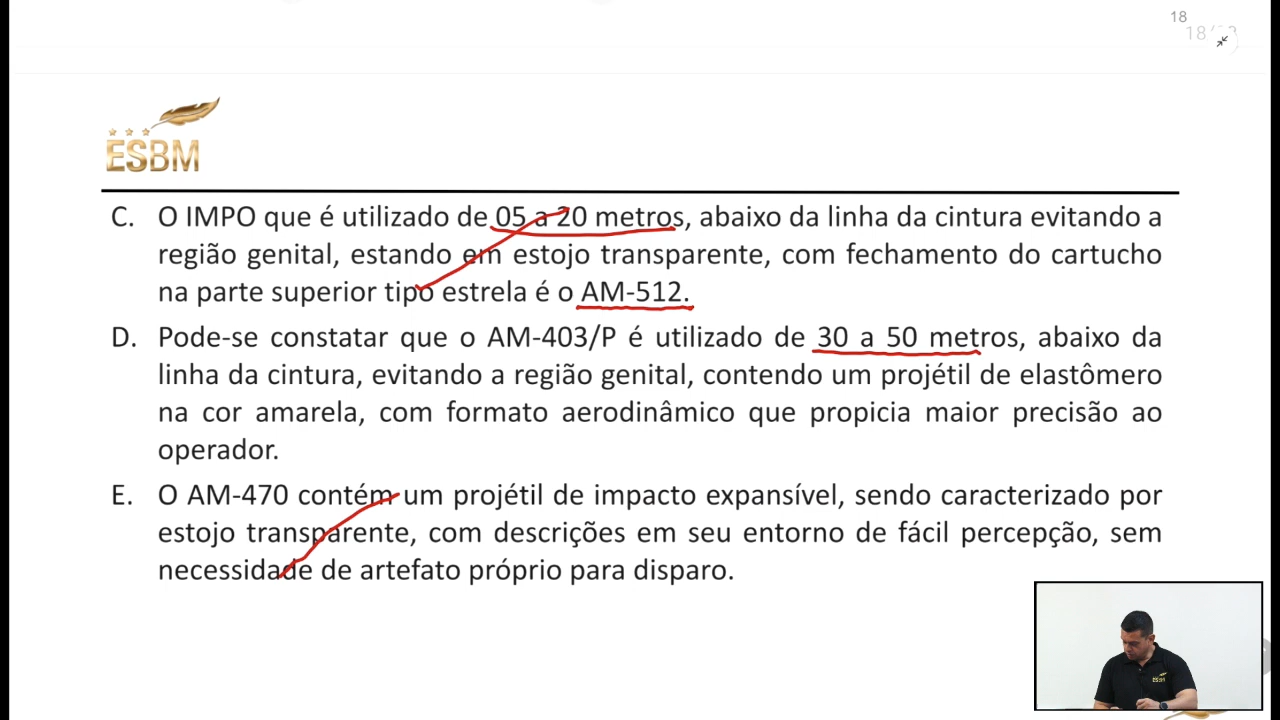 18
ESBM
C. O IMPO que é utilizado de 05 a 20 metros, abaixo da linha da cintura evitando a
região genital, estando em estojo transparente, com fechamento do cartucho
na parte superior tipo estrela é o AM-512.
D. Pode-se constatar que o AM-403/P é utilizado de 30 a 50 metros, abaixo da
linha da cintura, evitando a região genital, contendo um projétil de elastômero
na cor amarela, com formato aerodinâmico que propicia maior precisão ao
operador.
E. O AM-470 contém um projétil de impacto expansível, sendo caracterizado por
estojo transparente, com descrições em seu entorno de fácil percepção, sem
necessidade de artefato próprio para disparo.
ESBM